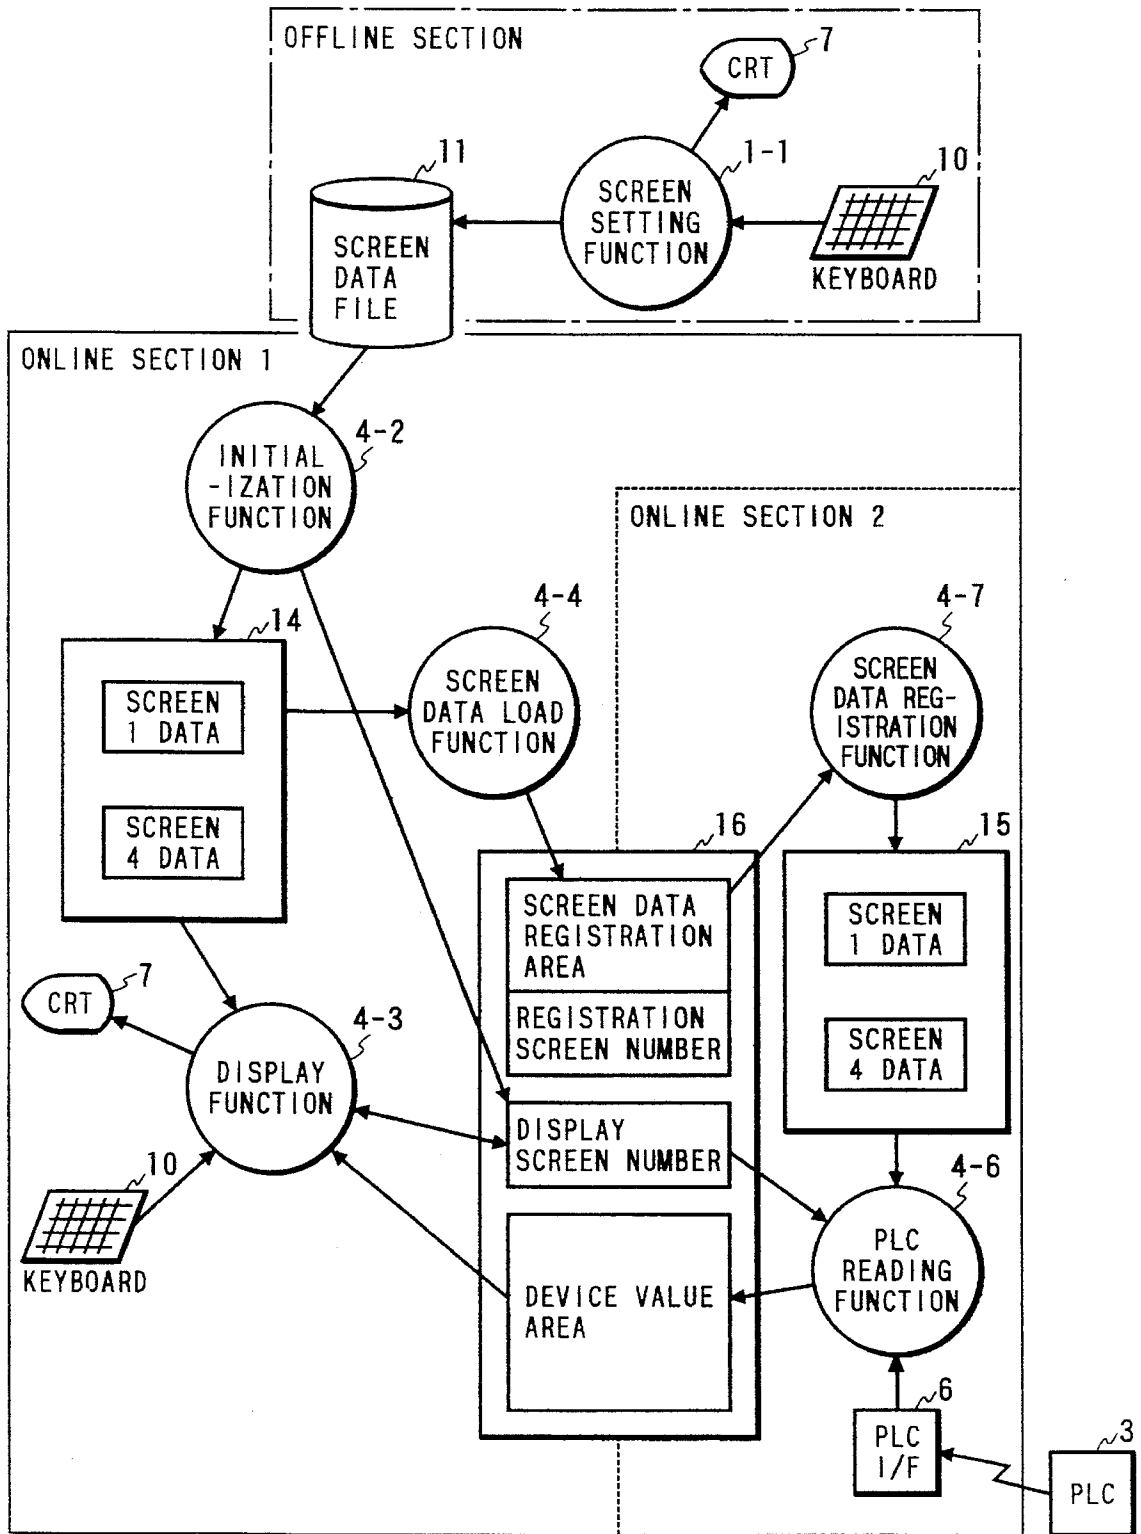 OFFLINE SECTION
7
CRT
11
1-1
10
SCREEN
SETTING
FUNCTION
SCREEN
DATA
FILE
KEYBOARD
ONLINE SECTION 1
4-2
INITIAL
-IZATION
FUNCTION
ONLINE SECTION 2
14
4-4
4-7
SCREEN
1 DATA
SCREEN
DATA LOAD
FUNCTION
SCREEN
DATA REG-
ISTRATION
FUNCTION
SCREEN
4 DATA
16
15
SCREEN DATA
REGISTRATION
AREA
SCREEN
1 DATA
7
CRT
4-3
REGISTRATION
SCREEN NUMBER
SCREEN
4 DATA
DISPLAY
FUNCTION
DISPLAY
SCREEN NUMBER
10
4-6
KEYBOARD
PLC
READING
FUNCTION
DEVICE VALUE
AREA
6
PLC
I/F
3
PLC